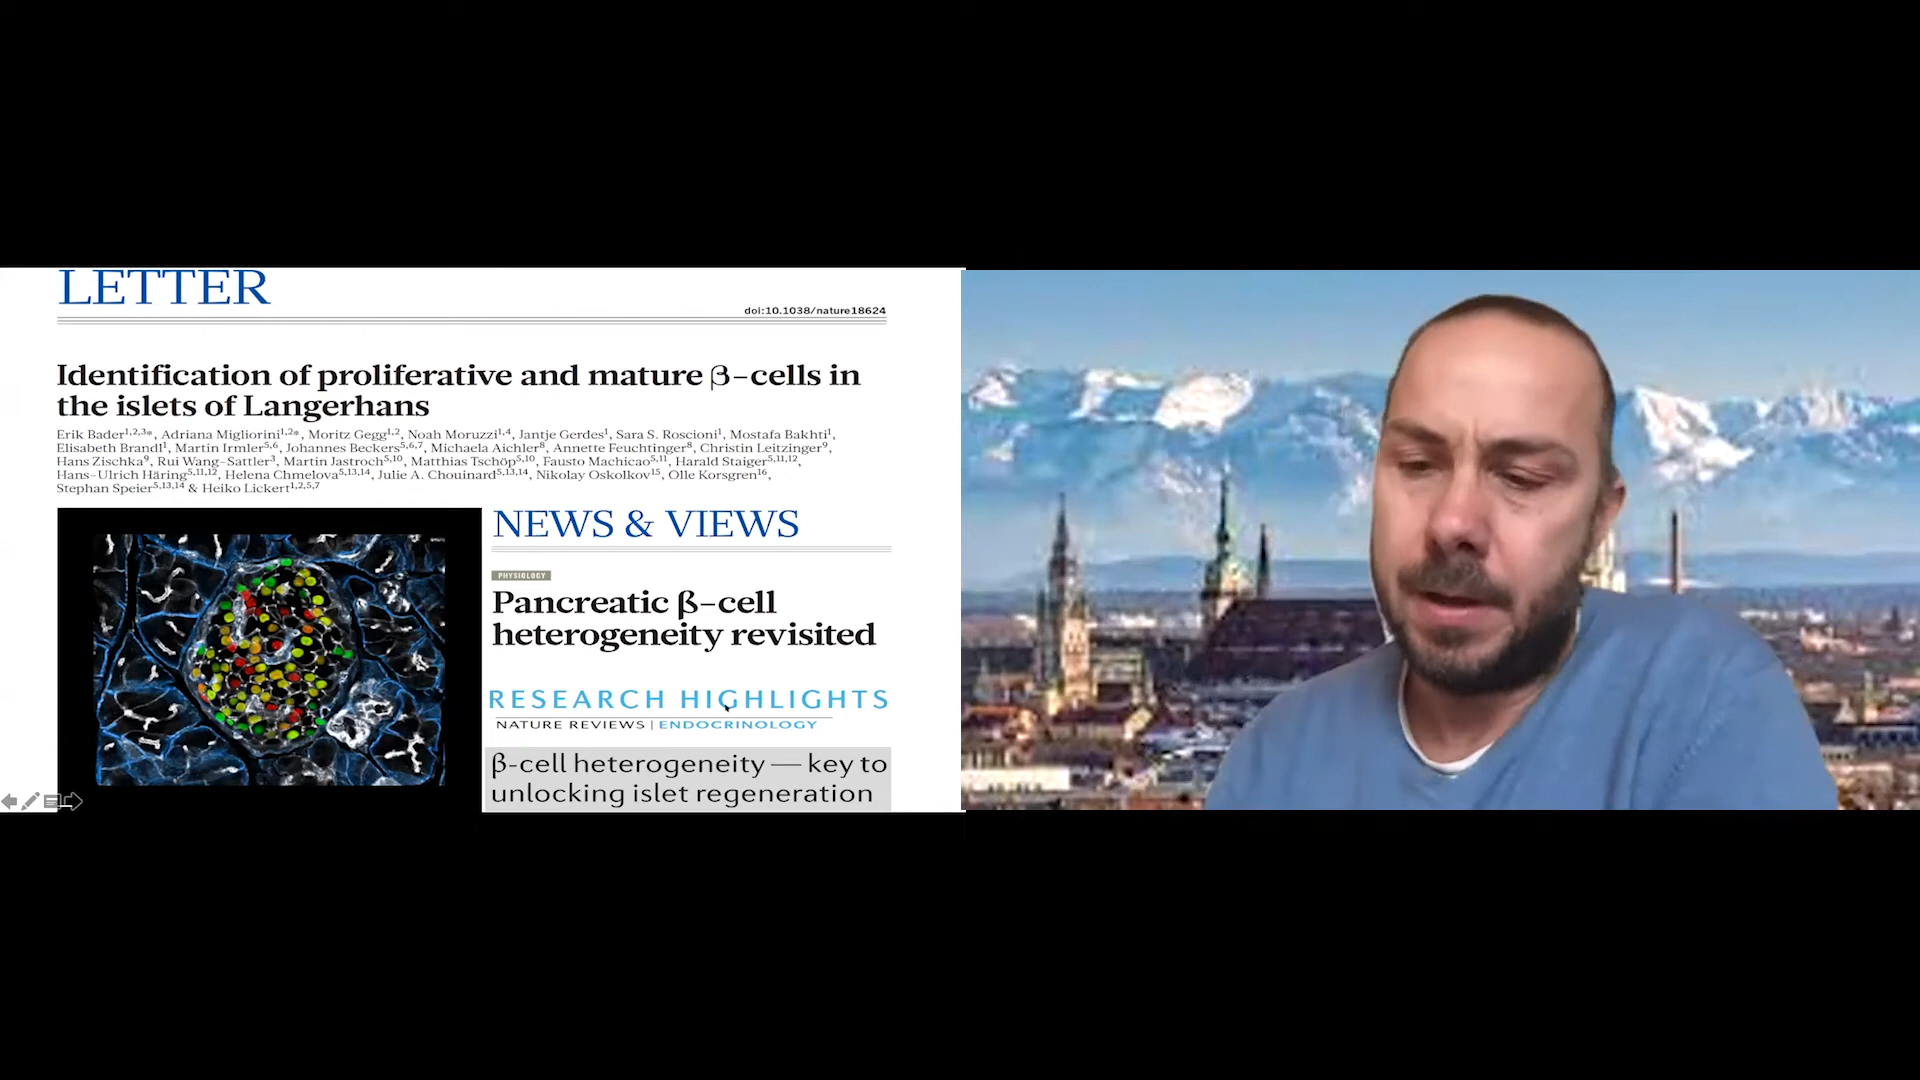 LETTER
doi:10.1038/nature18624
Identification of proliferative and mature β-cells in
the islets of Langerhans
Erik Bader1,2,3*, Adriana Migliorini1,2*, Moritz Gegg1,2, Noah Moruzzi1,4, Jantje Gerdes1, Sara S. Roscioni1, Mostafa Bakhti1,
Elisabeth Brandl1, Martin Irmler5,6, Johannes Beckers5,6,7, Michaela Aichler8, Annette Feuchtinger8, Christin Leitzinger9,
Hans Zischka9, Rui Wang-Sattler3, Martin Jastroch5,10, Matthias Tschöp5,10, Fausto Machicao5,11, Harald Staiger5,11,12,
Hans-Ulrich Häring5,11,12, Helena Chmelova5,13,14, Julie A. Chouinard5,13,14, Nikolay Oskolkov15, Olle Korsgren16,
Stephan Speier5,13,14 & Heiko Lickert1,2,5,7
NEWS & VIEWS
PHYSIOLOGY
Pancreatic β-cell
heterogeneity revisited
RESEARCH HIGHLIGHTS
NATURE REVIEWS | ENDOCRINOLOGY
β-cell heterogeneity — key to
unlocking islet regeneration